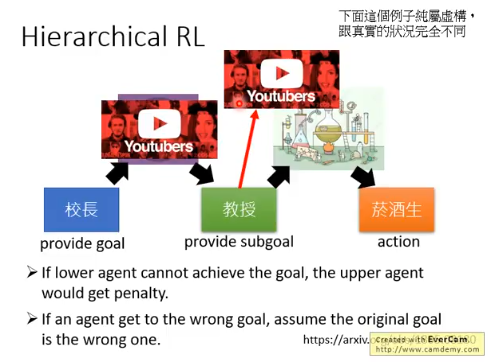 下面這個例子純屬虛構，
跟真實的狀況完全不同
Hierarchical RL
Youtubers
Youtubers
校長
教授
菸酒生
provide goal
provide subgoal
action
➢ If lower agent cannot achieve the goal, the upper agent
would get penalty.
➢ If an agent get to the wrong goal, assume the original goal
is the wrong one.
https://arxiv.o
Created with EverCam.
http://www.camdemy.com